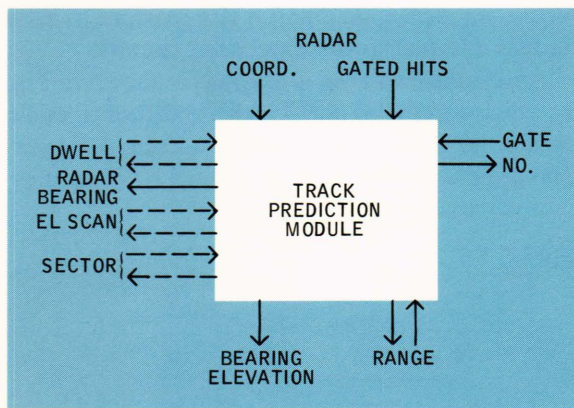 RADAR
COORD. GATED HITS
DWELL
RADAR
BEARING
EL SCAN
SECTOR
TRACK
PREDICTION
MODULE
GATE
NO.
BEARING
ELEVATION
RANGE